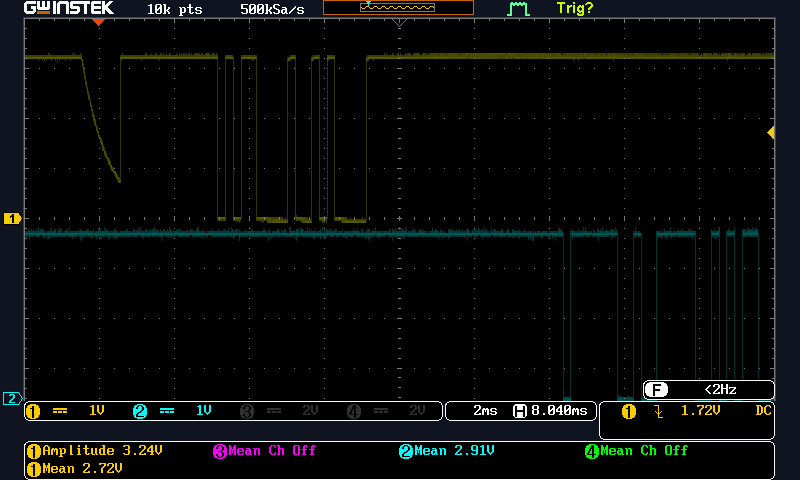 GWINSTEK 10k pts 500kSa/s Trig?
1
2
F <2Hz
1 1V 2 1V 3 2V 4 2V 2ms H 8.040ms 1 1.72V DC
1 Amplitude 3.24V 3 Mean Ch Off 2 Mean 2.91V 4 Mean Ch Off
1 Mean 2.72V